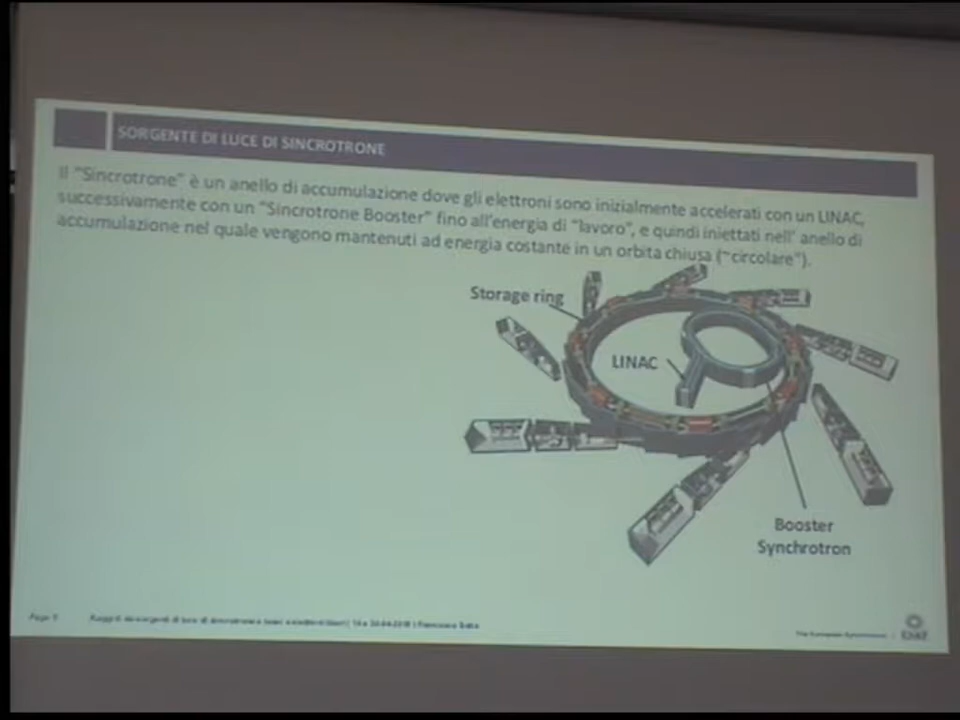 SORGENTE DI LUCE DI SINCROTRONE
Il "Sincrotrone" è un anello di accumulazione dove gli elettroni sono inizialmente accelerati con un LINAC,
successivamente con un "Sincrotrone Booster" fino all'energia di "lavoro", e quindi iniettati nell' anello di
accumulazione nel quale vengono mantenuti ad energia costante in un orbita chiusa (~circolare").
Storage ring
LINAC
Booster
Synchrotron
Page
The European Synchrotron
ESRF